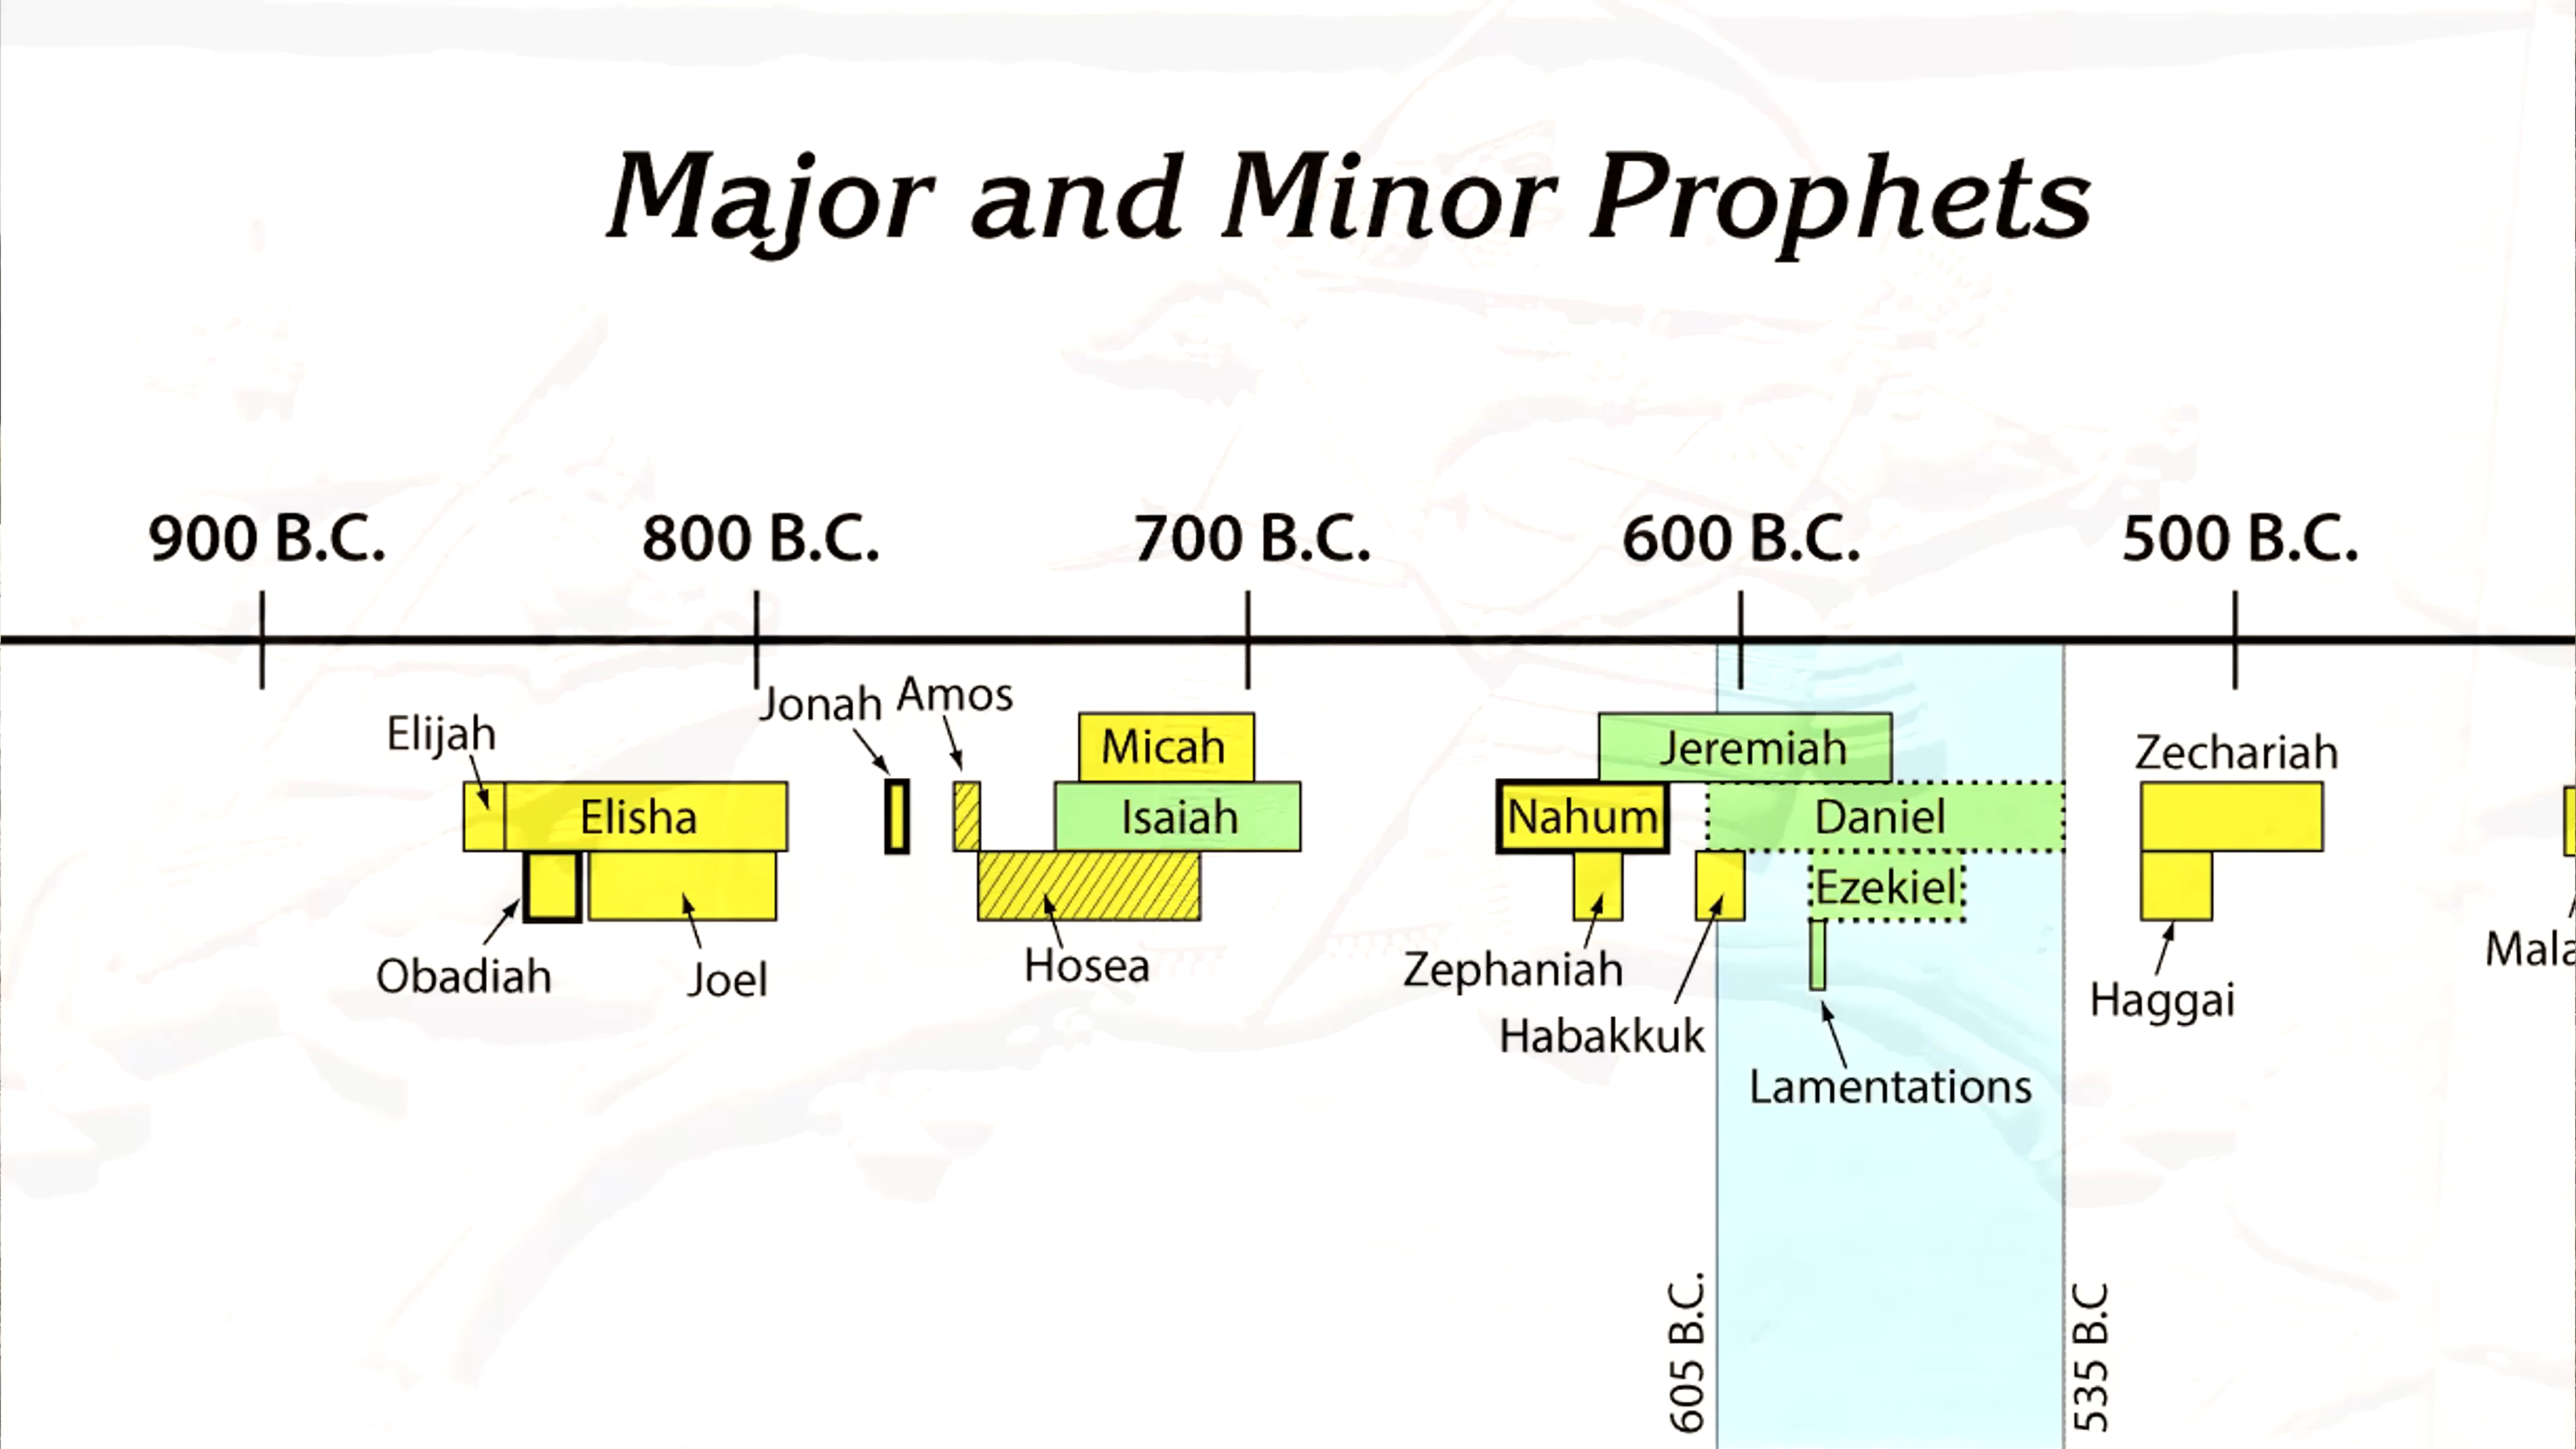 Major and Minor Prophets
900 B.C.
800 B.C.
700 B.C.
600 B.C.
500 B.C.
Jonah
Amos
Elijah
Micah
Jeremiah
Zechariah
Elisha
Isaiah
Nahum
Daniel
Ezekiel
Obadiah
Joel
Hosea
Zephaniah
Habakkuk
Lamentations
Haggai
Mala
605 B.C.
535 B.C